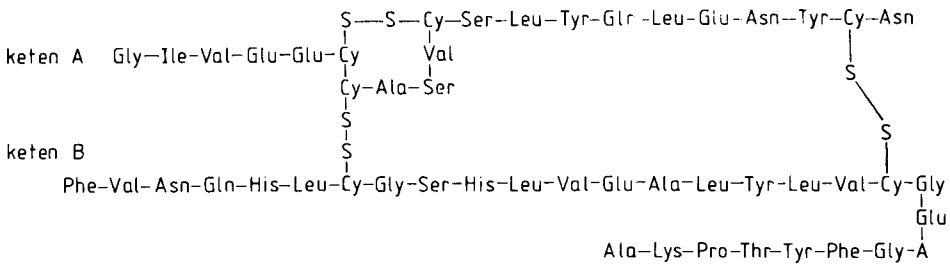 S—S—Cy—Ser—Leu—Tyr—Glr—Leu—Glu—Asn—Tyr—Cy—Asn
keten A Gly—Ile—Val—Glu—Glu—Cy Val
Cy—Ala—Ser
S
S
S
S
keten B
Phe—Val—Asn—Gln—His—Leu—Cy—Gly—Ser—His—Leu—Val—Glu—Ala—Leu—Tyr—Leu—Val—Cy—Gly
Glu
Ala—Lys—Pro—Thr—Tyr—Phe—Gly—A